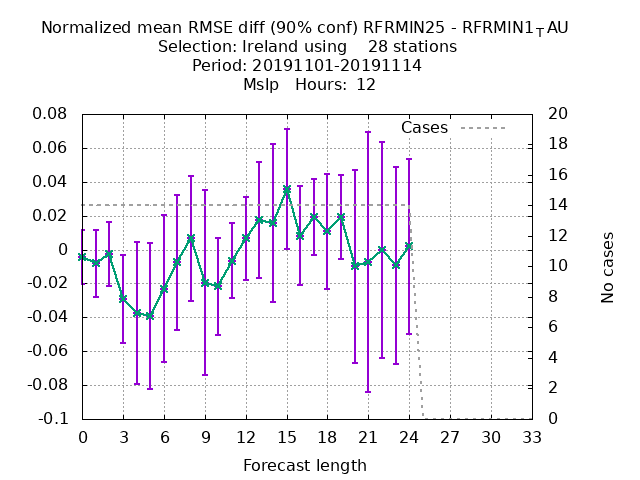 Normalized mean RMSE diff (90% conf) RFRMIN25 - RFRMIN1_TAU
Selection: Ireland using 28 stations
Period: 20191101-20191114
Mslp Hours: 12
Cases
0.08
0.06
0.04
0.02
0
-0.02
-0.04
-0.06
-0.08
-0.1
20
18
16
14
12
10
8
6
4
2
0
No cases
0 3 6 9 12 15 18 21 24 27 30 33
Forecast length